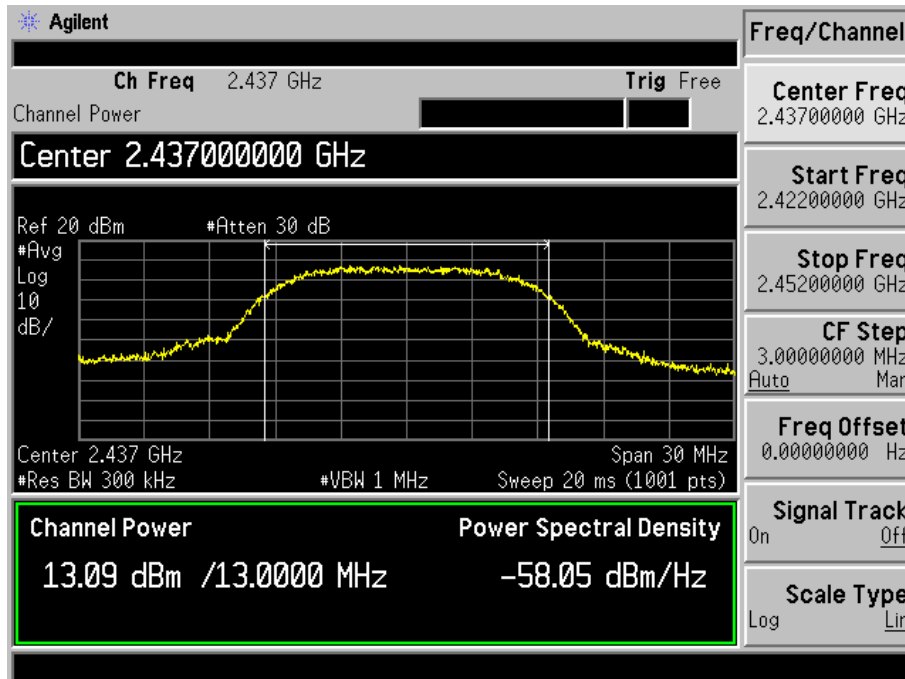 Agilent
Freq/Channel
Ch Freq 2.437 GHz Trig Free
Channel Power
Center 2.437000000 GHz
Ref 20 dBm #Atten 30 dB
#Avg
Log
10
dB/
Center 2.437 GHz Span 30 MHz
#Res BW 300 kHz #VBW 1 MHz Sweep 20 ms (1001 pts)
Channel Power Power Spectral Density
13.09 dBm /13.0000 MHz -58.05 dBm/Hz
Center Freq
2.43700000 GHz
Start Freq
2.42200000 GHz
Stop Freq
2.45200000 GHz
CF Step
3.00000000 MHz
Auto Man
Freq Offset
0.00000000 Hz
Signal Track
On Off
Scale Type
Log Lin